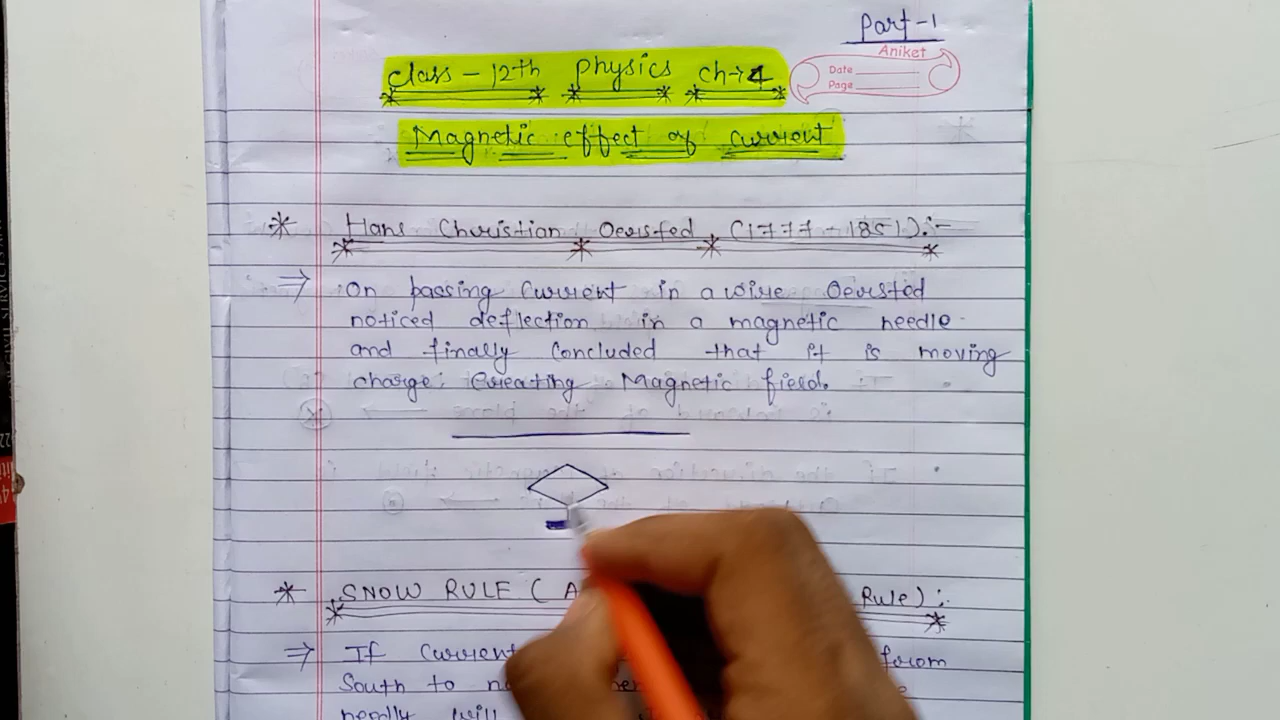 Part-1
Aniket
Date
Page
Class - 12th Physics Ch→4
Magnetic effect of current
* Hans Christian Oersted (1777 - 1851):-
⇒ On passing current in a wire Oersted
noticed deflection in a magnetic needle
and finally concluded that it is moving
charge creating Magnetic field.
* SNOW RULE ( A Rule) :-
⇒ If current from
South to
needly will